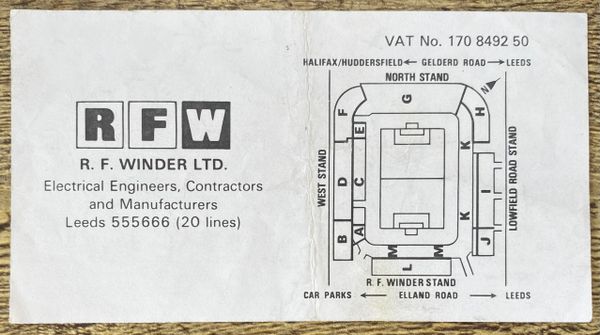 RFW
R. F. WINDER LTD.
Electrical Engineers, Contractors
and Manufacturers
Leeds 555666 (20 lines)
VAT No. 170 8492 50
HALIFAX/HUDDERSFIELD ← GELDERD ROAD → LEEDS
NORTH STAND
N
F
G
H
E
K
WEST STAND
D
C
I
LOWFIELD ROAD STAND
K
B
A
J
M
M
L
R. F. WINDER STAND
CAR PARKS ← ELLAND ROAD → LEEDS